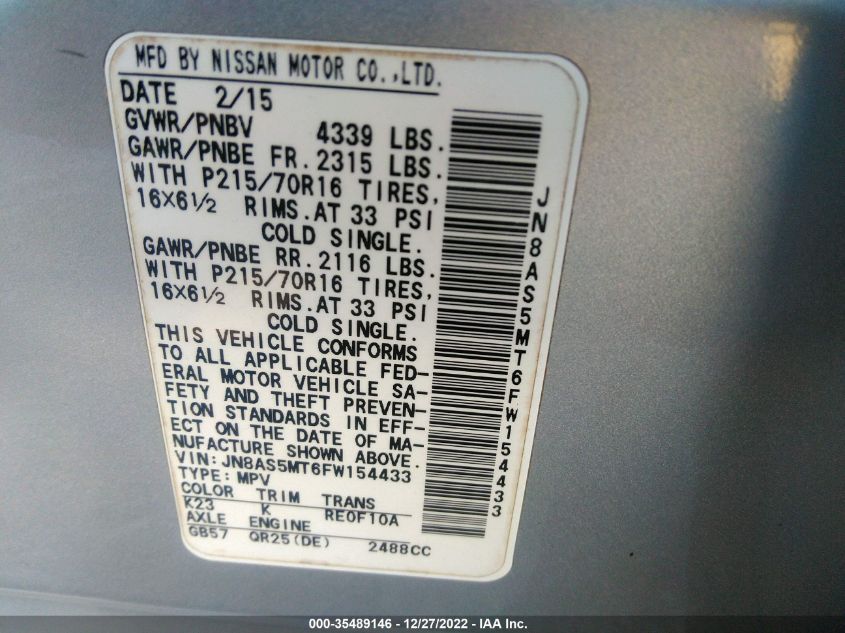 MFD BY NISSAN MOTOR CO.,LTD.
DATE 2/15
GVWR/PNBV 4339 LBS.
GAWR/PNBE FR.2315 LBS.
WITH P215/70R16 TIRES,
16X6½ RIMS.AT 33 PSI
COLD SINGLE.
GAWR/PNBE RR.2116 LBS.
WITH P215/70R16 TIRES,
16X6½ RIMS.AT 33 PSI
COLD SINGLE.
THIS VEHICLE CONFORMS
TO ALL APPLICABLE FED-
ERAL MOTOR VEHICLE SA-
FETY AND THEFT PREVEN-
TION STANDARDS IN EFF-
ECT ON THE DATE OF MA-
NUFACTURE SHOWN ABOVE.
VIN:JN8AS5MT6FW154433
TYPE:MPV
COLOR TRIM TRANS
K23 K RE0F10A
AXLE ENGINE
GB57 QR25(DE) 2488CC
JN8AS5MT6FW154433
000-35489146 - 12/27/2022 - IAA Inc.